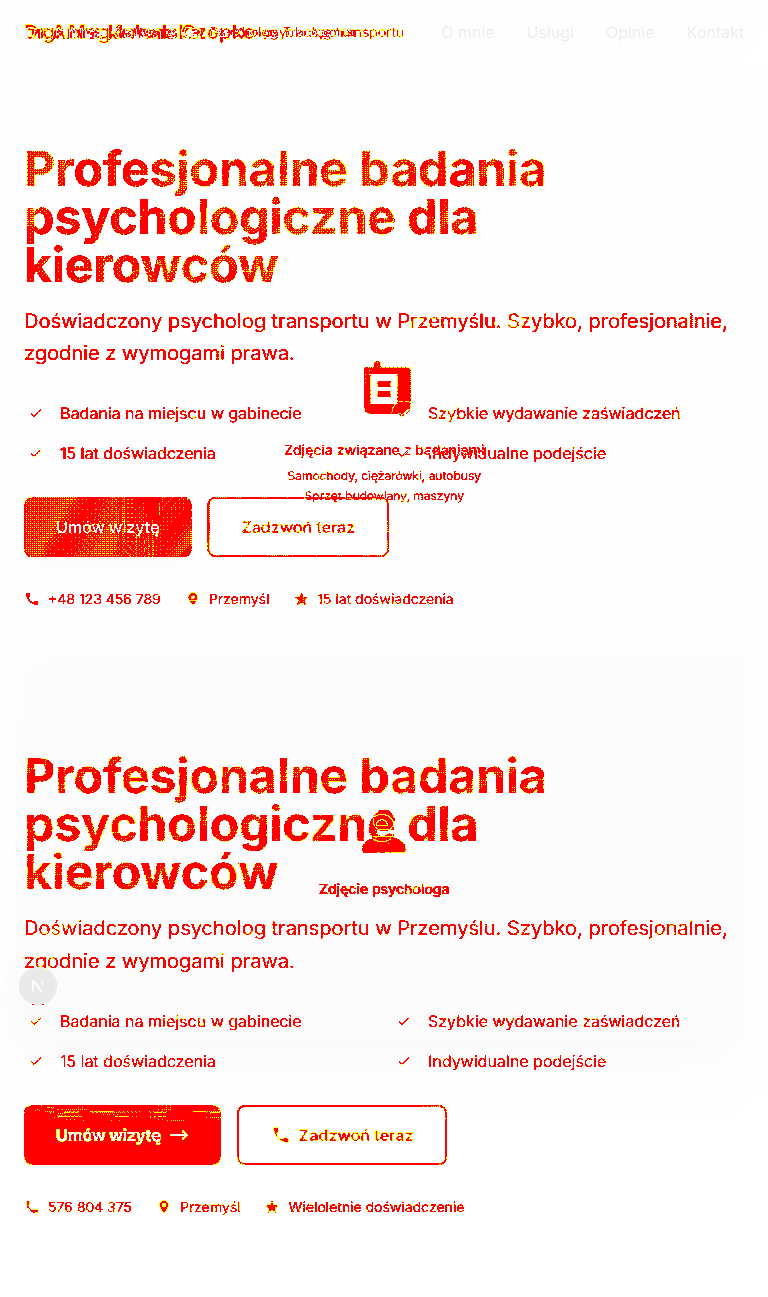 O mnie Usługi Opinie Kontakt
Profesjonalne badania
psychologiczne dla
kierowców
Doświadczony psycholog transportu w Przemyślu. Szybko, profesjonalnie,
zgodnie z wymogami prawa.
Badania na miejscu w gabinecie
Szybkie wydawanie zaświadczeń
15 lat doświadczenia
Zdjęcia związane z badaniami
Indywidualne podejście
Samochody, ciężarówki, autobusy
Sprzęt budowlany, maszyny
Umów wizytę
Zadzwoń teraz
+48 123 456 789
Przemyśl
15 lat doświadczenia
Profesjonalne badania
psychologiczne dla
kierowców
Zdjęcie psychologa
Doświadczony psycholog transportu w Przemyślu. Szybko, profesjonalnie,
zgodnie z wymogami prawa.
N
Badania na miejscu w gabinecie
Szybkie wydawanie zaświadczeń
15 lat doświadczenia
Indywidualne podejście
Umów wizytę →
Zadzwoń teraz
576 804 375
Przemyśl
Wieloletnie doświadczenie